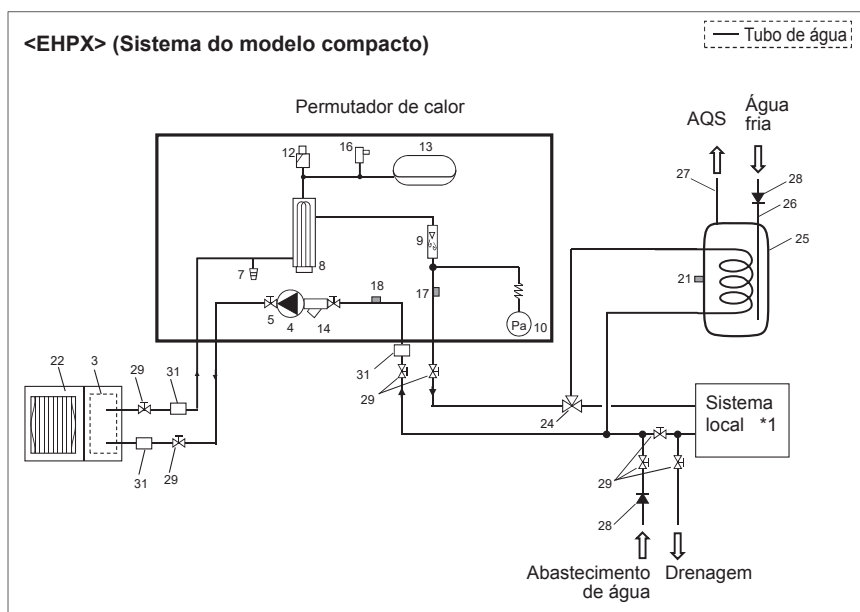 <EHPX> (Sistema do modelo compacto)
Tubo de água
Permutador de calor
AQS
Água
fria
12
16
13
27
28
26
9
25
7
8
18
17
21
5
4
14
Pa
10
22
3
29
31
31
29
24
Sistema
local *1
31
29
29
28
Abastecimento
de água
Drenagem